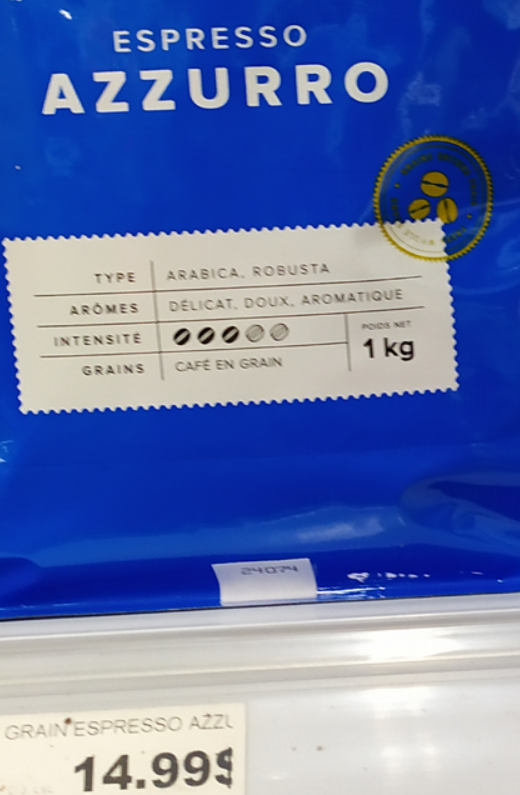 ESPRESSO
AZZURRO
TYPE ARABICA, ROBUSTA
ARÔMES DÉLICAT, DOUX, AROMATIQUE
INTENSITÉ
POIDS NET
1 kg
GRAINS CAFÉ EN GRAIN
24074
GRAIN ESPRESSO AZZU
14.99$